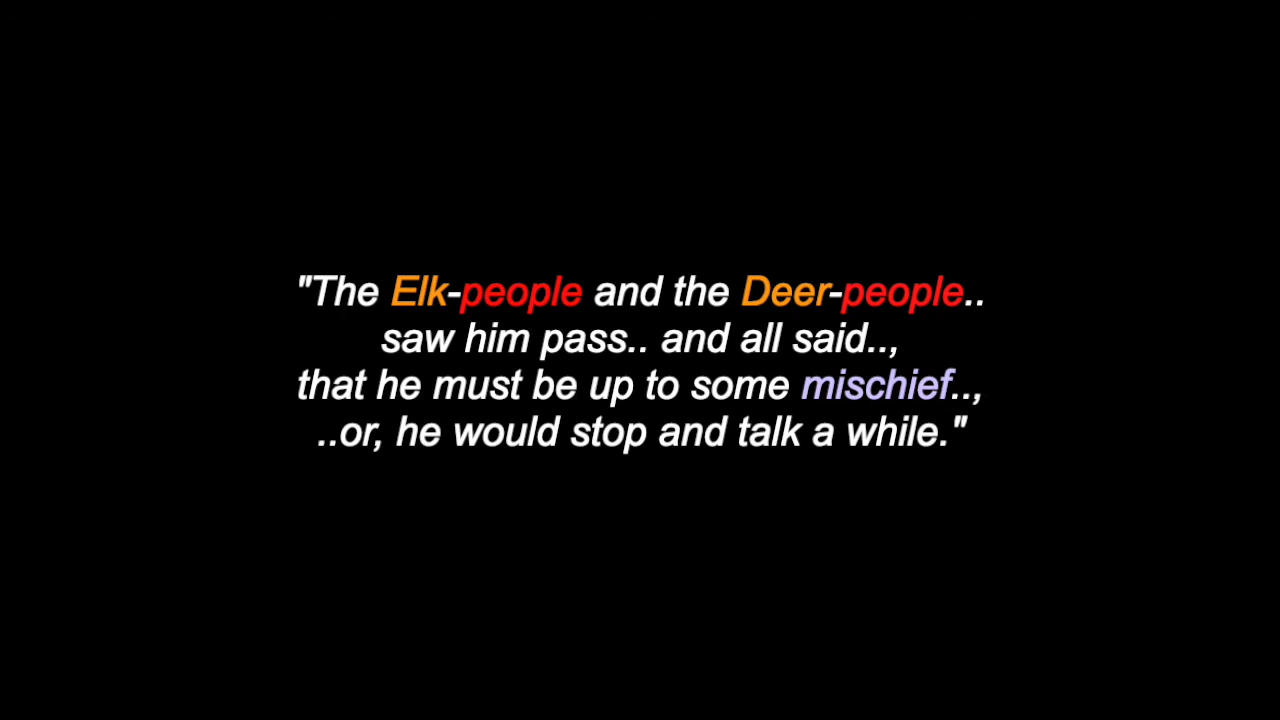 "The Elk-people and the Deer-people..
saw him pass.. and all said..,
that he must be up to some mischief..,
..or, he would stop and talk a while."